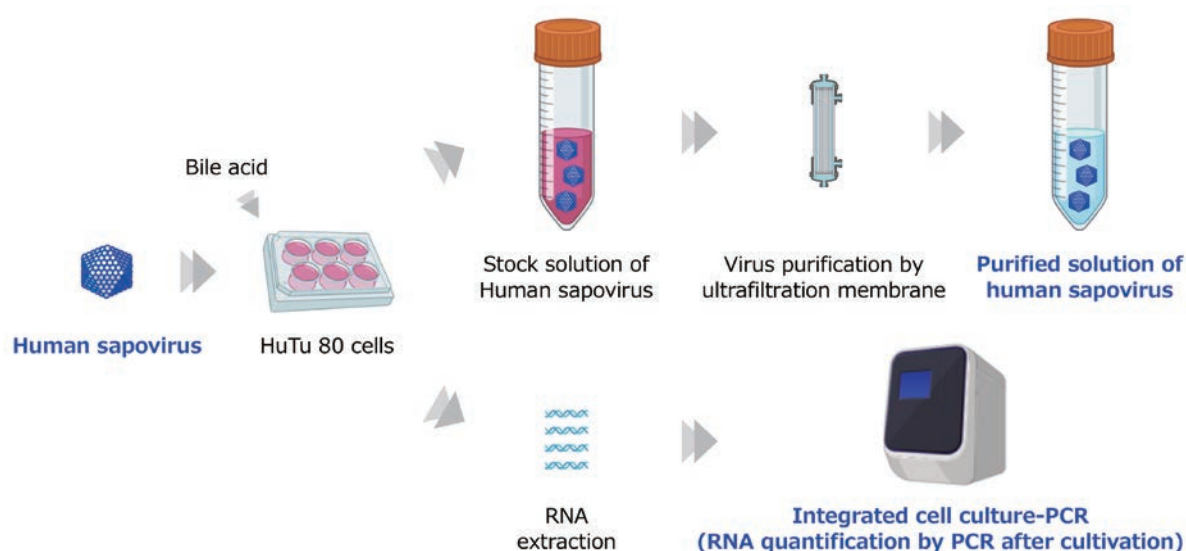 Bile acid
Human sapovirus
HuTu 80 cells
Stock solution of
Human sapovirus
Virus purification by
ultrafiltration membrane
Purified solution of
human sapovirus
RNA
extraction
Integrated cell culture-PCR
(RNA quantification by PCR after cultivation)